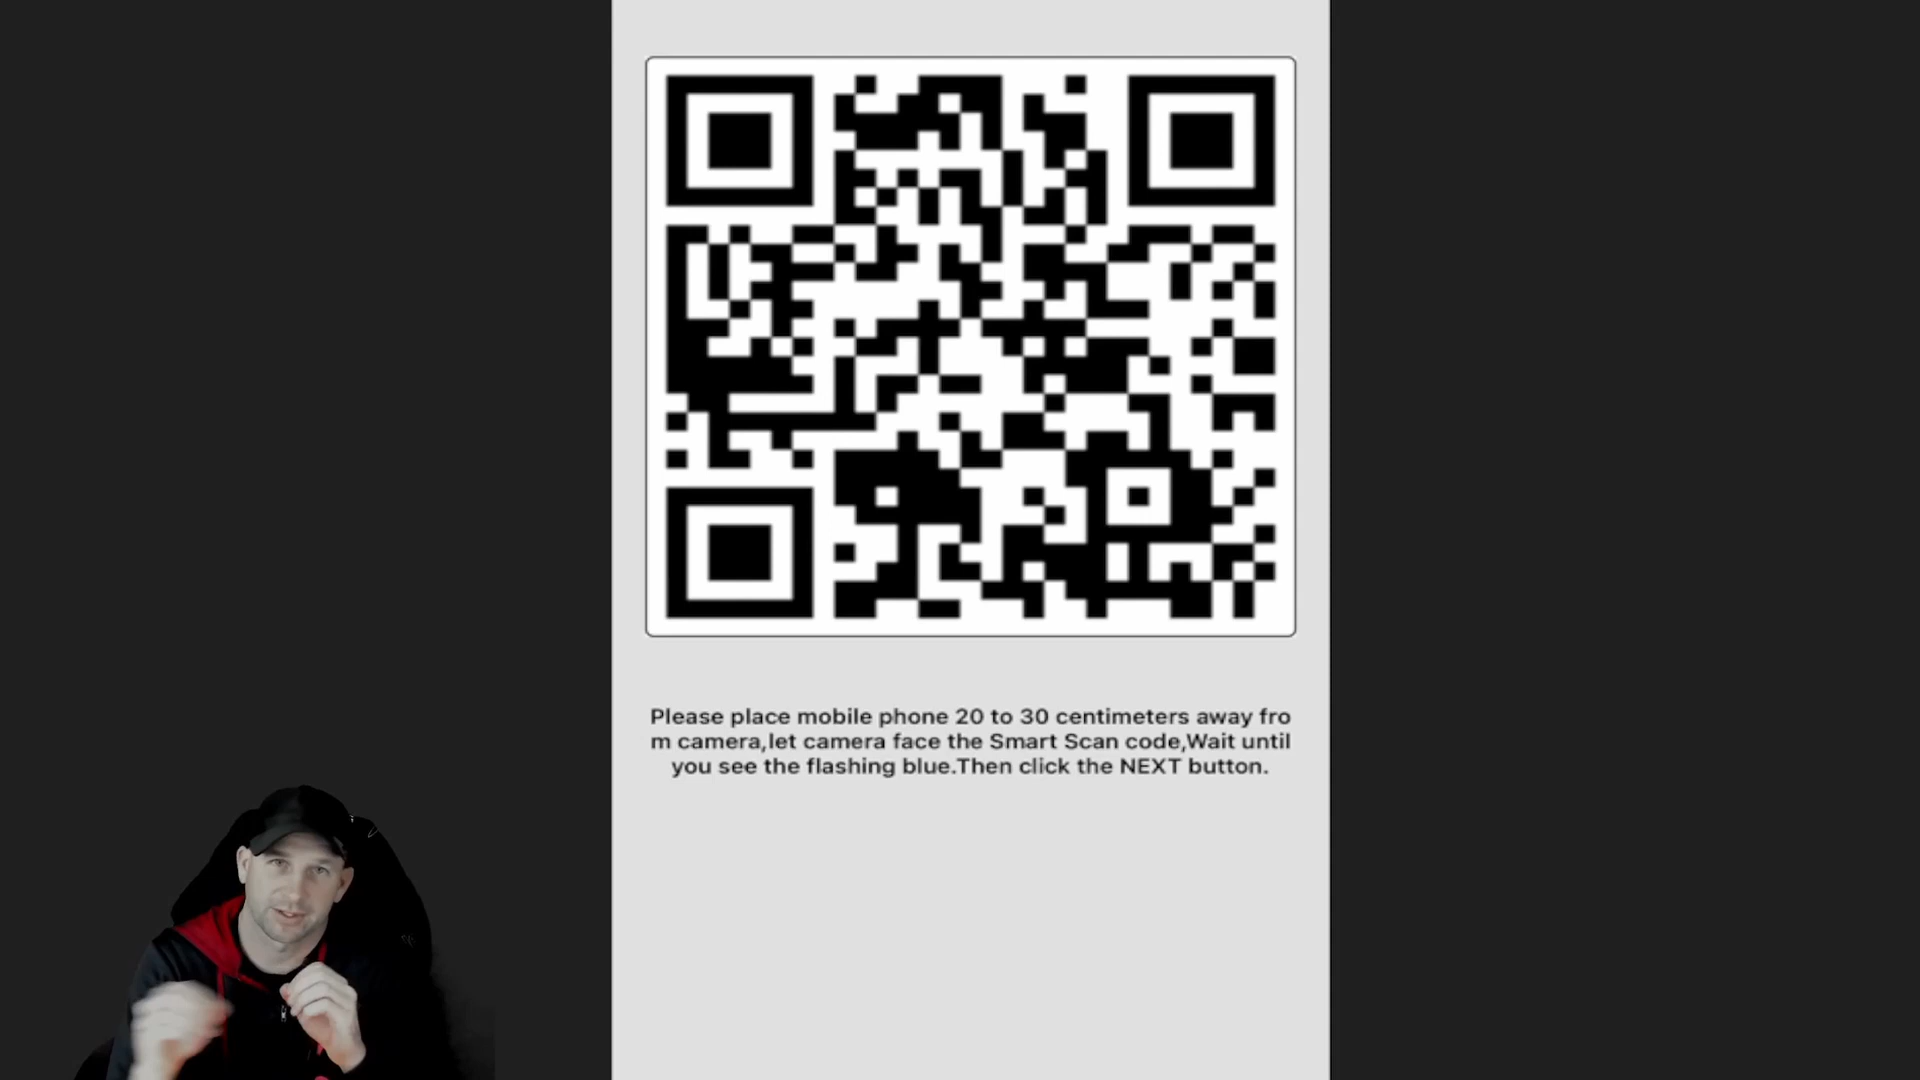 Please place mobile phone 20 to 30 centimeters away fro
m camera,let camera face the Smart Scan code,Wait until
you see the flashing blue.Then click the NEXT button.